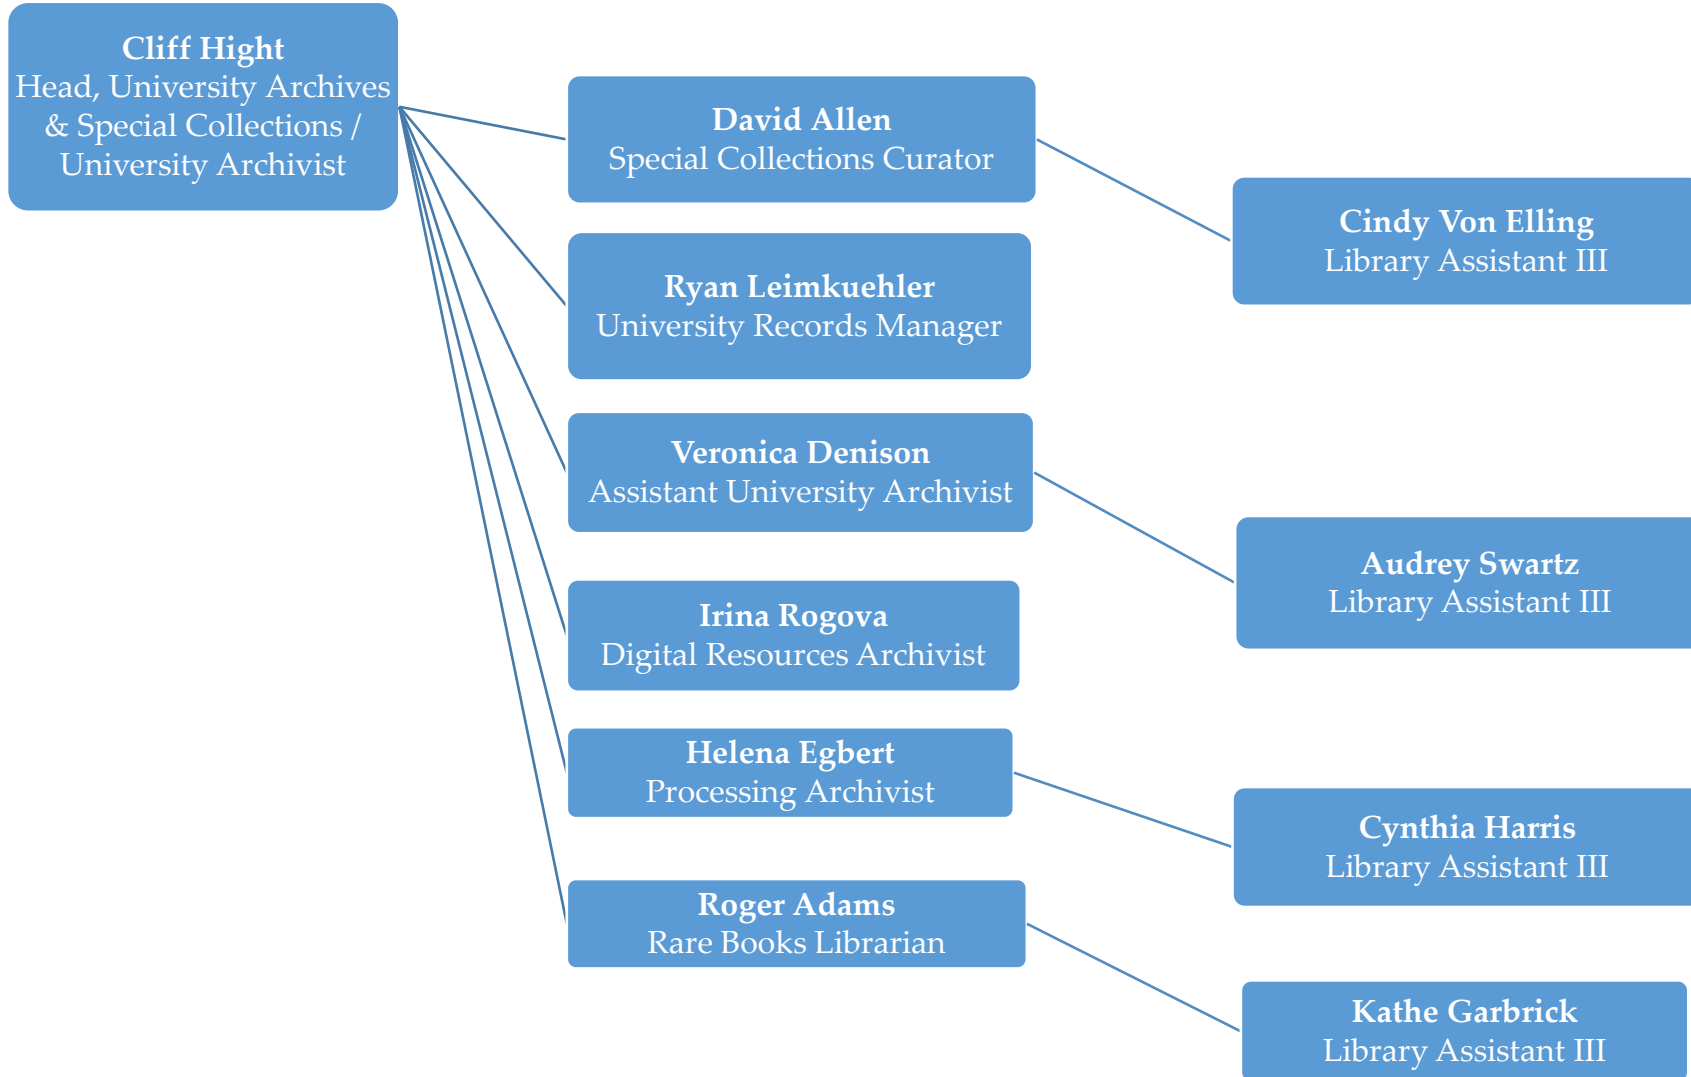 Cliff Hight
Head, University Archives
& Special Collections /
University Archivist
David Allen
Special Collections Curator
Cindy Von Elling
Library Assistant III
Ryan Leimkuehler
University Records Manager
Veronica Denison
Assistant University Archivist
Audrey Swartz
Library Assistant III
Irina Rogova
Digital Resources Archivist
Helena Egbert
Processing Archivist
Cynthia Harris
Library Assistant III
Roger Adams
Rare Books Librarian
Kathe Garbrick
Library Assistant III